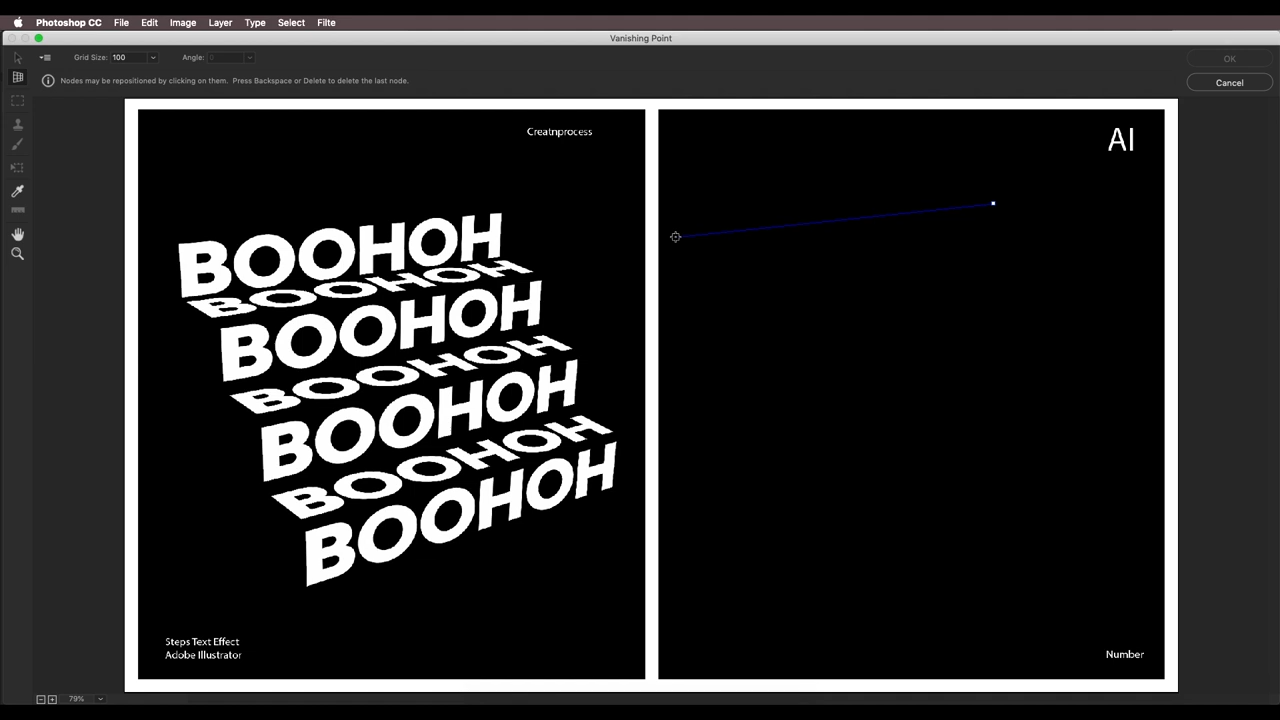 Photoshop CC File Edit Image Layer Type Select Filte
Vanishing Point
Grid Size: 100 Angle: 0 OK
Nodes may be repositioned by clicking on them. Press Backspace or Delete to delete the last node.
Cancel
Creatnprocess
BOOHOH
BOOHOH
BOOHOH
BOOHOH
BOOHOH
BOOHOH
BOOHOH
Steps Text Effect
Adobe Illustrator
AI
Number
79%